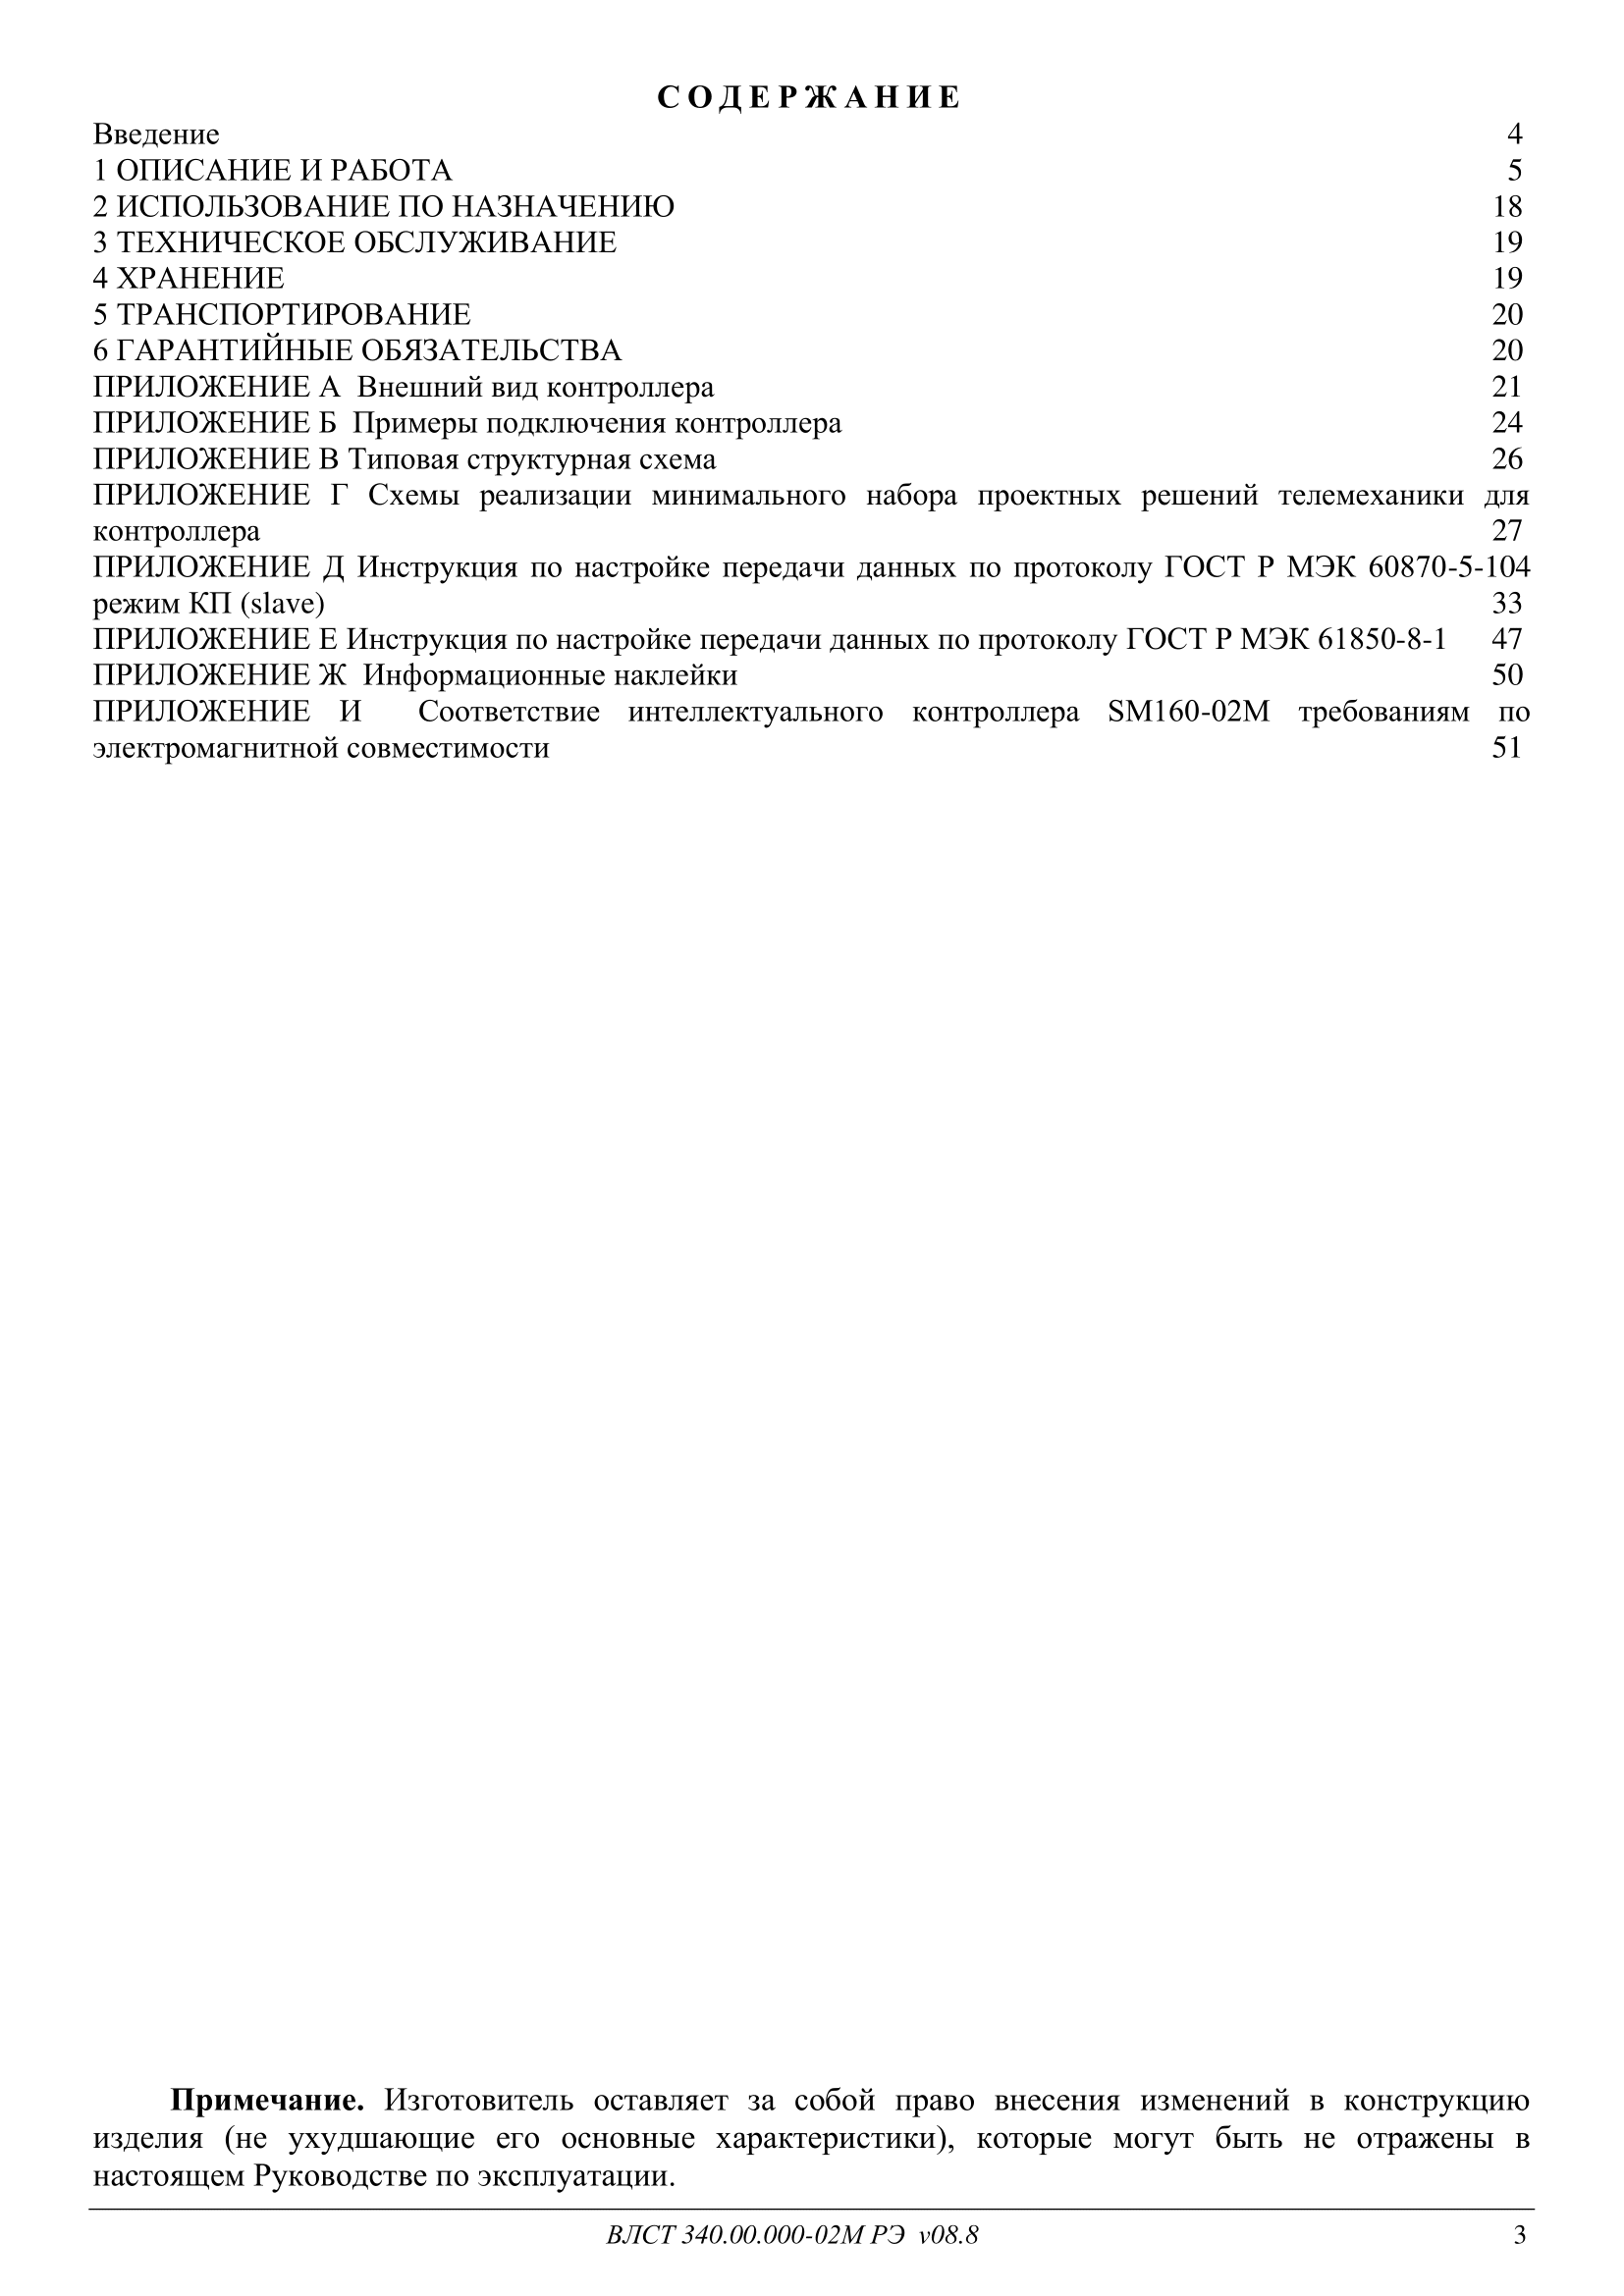 СОДЕРЖАНИЕ
Введение 4
1 ОПИСАНИЕ И РАБОТА 5
2 ИСПОЛЬЗОВАНИЕ ПО НАЗНАЧЕНИЮ 18
3 ТЕХНИЧЕСКОЕ ОБСЛУЖИВАНИЕ 19
4 ХРАНЕНИЕ 19
5 ТРАНСПОРТИРОВАНИЕ 20
6 ГАРАНТИЙНЫЕ ОБЯЗАТЕЛЬСТВА 20
ПРИЛОЖЕНИЕ А Внешний вид контроллера 21
ПРИЛОЖЕНИЕ Б Примеры подключения контроллера 24
ПРИЛОЖЕНИЕ В Типовая структурная схема 26
ПРИЛОЖЕНИЕ Г Схемы реализации минимального набора проектных решений телемеханики для
контроллера 27
ПРИЛОЖЕНИЕ Д Инструкция по настройке передачи данных по протоколу ГОСТ Р МЭК 60870-5-104
режим КП (slave) 33
ПРИЛОЖЕНИЕ Е Инструкция по настройке передачи данных по протоколу ГОСТ Р МЭК 61850-8-1 47
ПРИЛОЖЕНИЕ Ж Информационные наклейки 50
ПРИЛОЖЕНИЕ И Соответствие интеллектуального контроллера SM160-02M требованиям по
электромагнитной совместимости 51
Примечание. Изготовитель оставляет за собой право внесения изменений в конструкцию
изделия (не ухудшающие его основные характеристики), которые могут быть не отражены в
настоящем Руководстве по эксплуатации.
ВЛСТ 340.00.000-02М РЭ v08.8 3